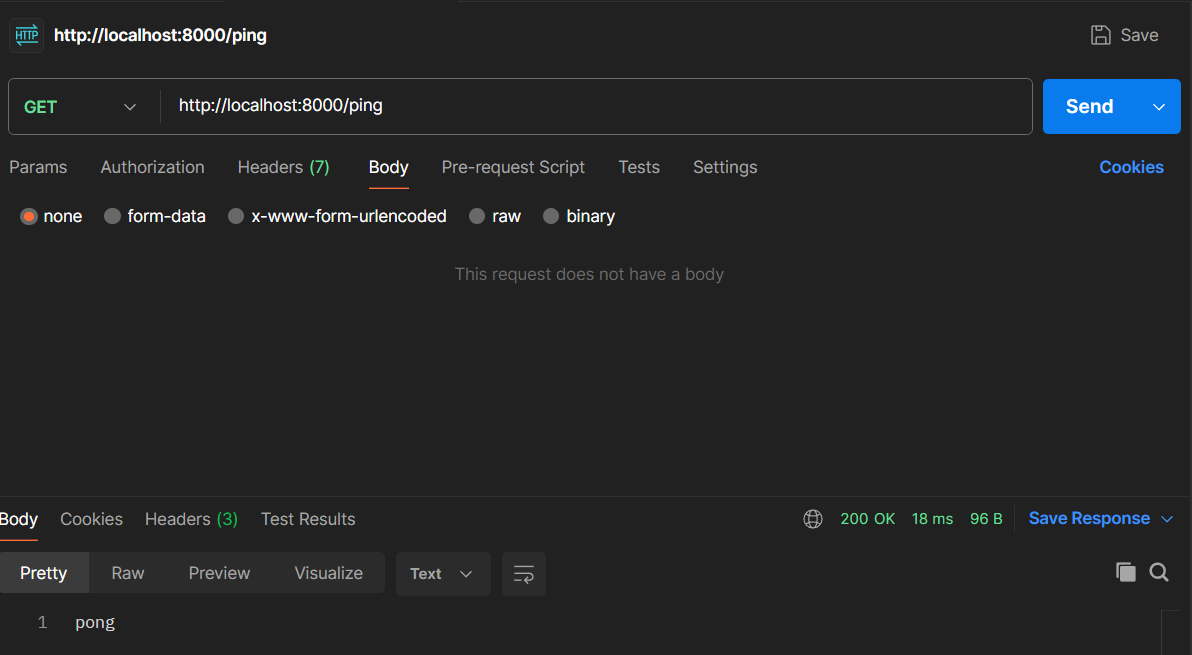 HTTP http://localhost:8000/ping Save
GET http://localhost:8000/ping Send
Params Authorization Headers (7) Body Pre-request Script Tests Settings Cookies
none form-data x-www-form-urlencoded raw binary
This request does not have a body
Body Cookies Headers (3) Test Results 200 OK 18 ms 96 B Save Response
Pretty Raw Preview Visualize Text
1 pong